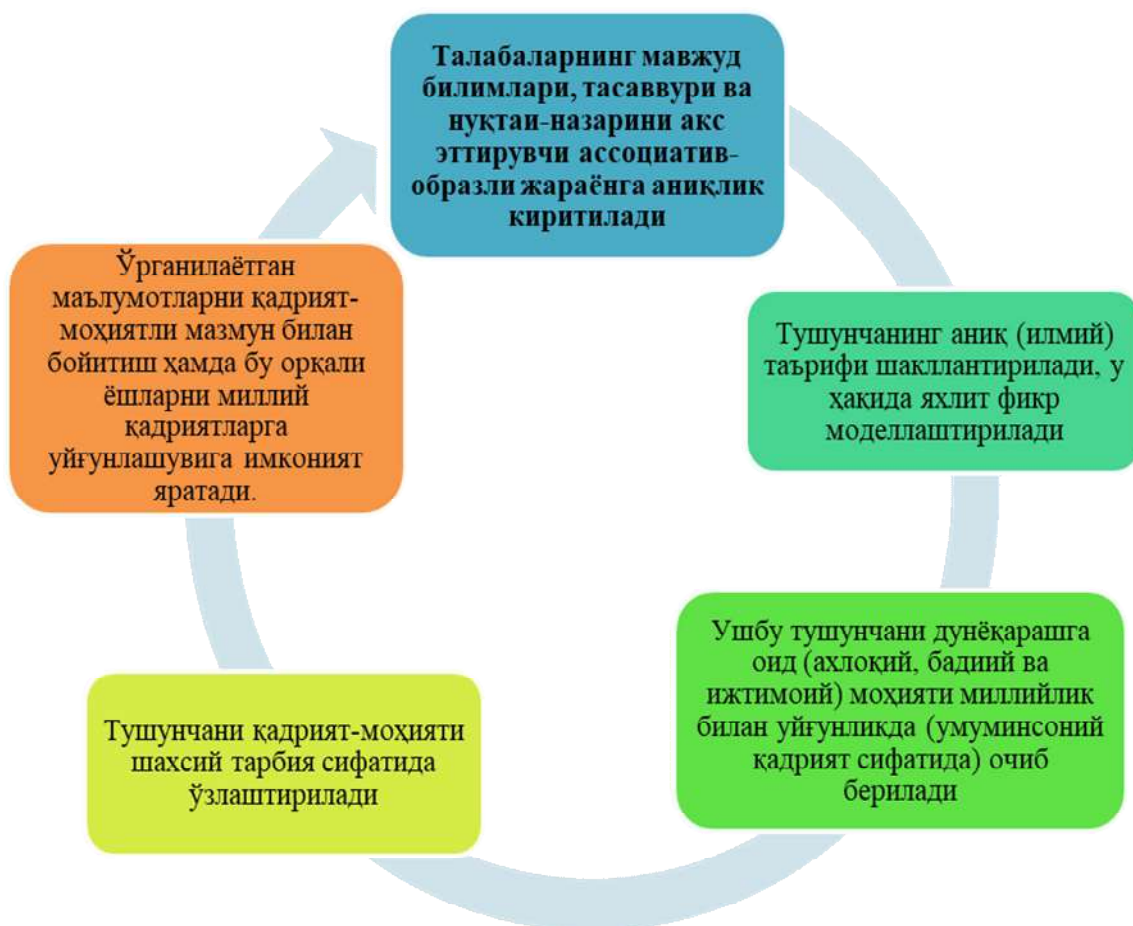 Талабаларнинг мавжуд
билимлари, тасаввури ва
нуқтаи-назарини акс
эттирувчи ассоциатив-
образли жараёнга аниқлик
киритилади
Тушунчанинг аниқ (илмий)
таърифи шакллантирилади, у
ҳақида яхлит фикр
моделлаштирилади
Ушбу тушунчани дунёқарашга
оид (ахлоқий, бадиий ва
ижтимоий) моҳияти миллийлик
билан уйғунликда (умуминсоний
қадрият сифатида) очиб
берилади
Тушунчани қадрият-моҳияти
шахсий тарбия сифатида
ўзлаштирилади
Ўрганилаётган
маълумотларни қадрият-
моҳиятли мазмун билан
бойитиш ҳамда бу орқали
ёшларни миллий
қадриятларга
уйғунлашувига имконият
яратади.